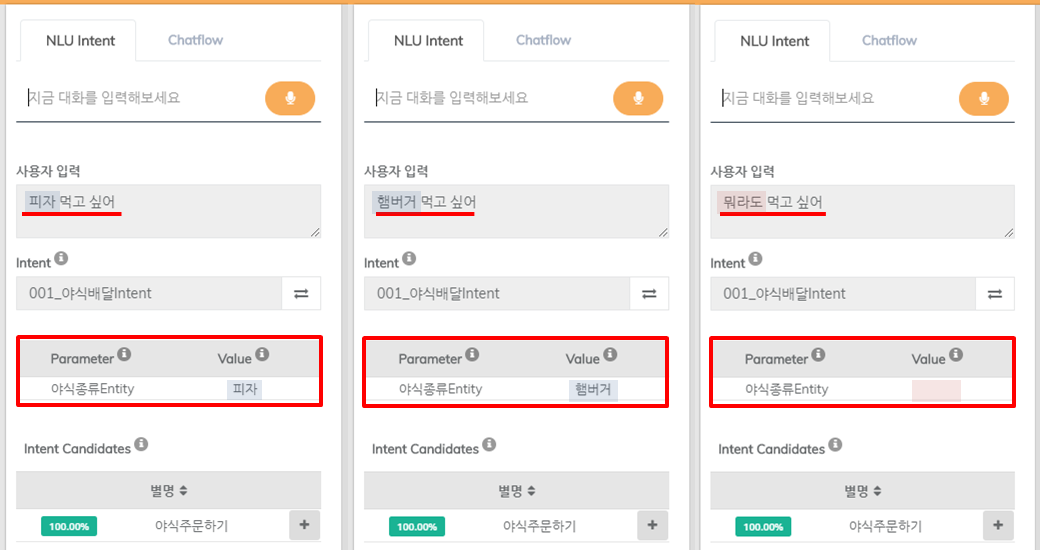 NLU Intent Chatflow
지금 대화를 입력해보세요
사용자 입력
피자 먹고 싶어
Intent
001_야식배달Intent
Parameter Value
야식종류Entity 피자
Intent Candidates
별명
100.00% 야식주문하기 +
NLU Intent Chatflow
지금 대화를 입력해보세요
사용자 입력
햄버거 먹고 싶어
Intent
001_야식배달Intent
Parameter Value
야식종류Entity 햄버거
Intent Candidates
별명
100.00% 야식주문하기 +
NLU Intent Chatflow
지금 대화를 입력해보세요
사용자 입력
뭐라도 먹고 싶어
Intent
001_야식배달Intent
Parameter Value
야식종류Entity
Intent Candidates
별명
100.00% 야식주문하기 +